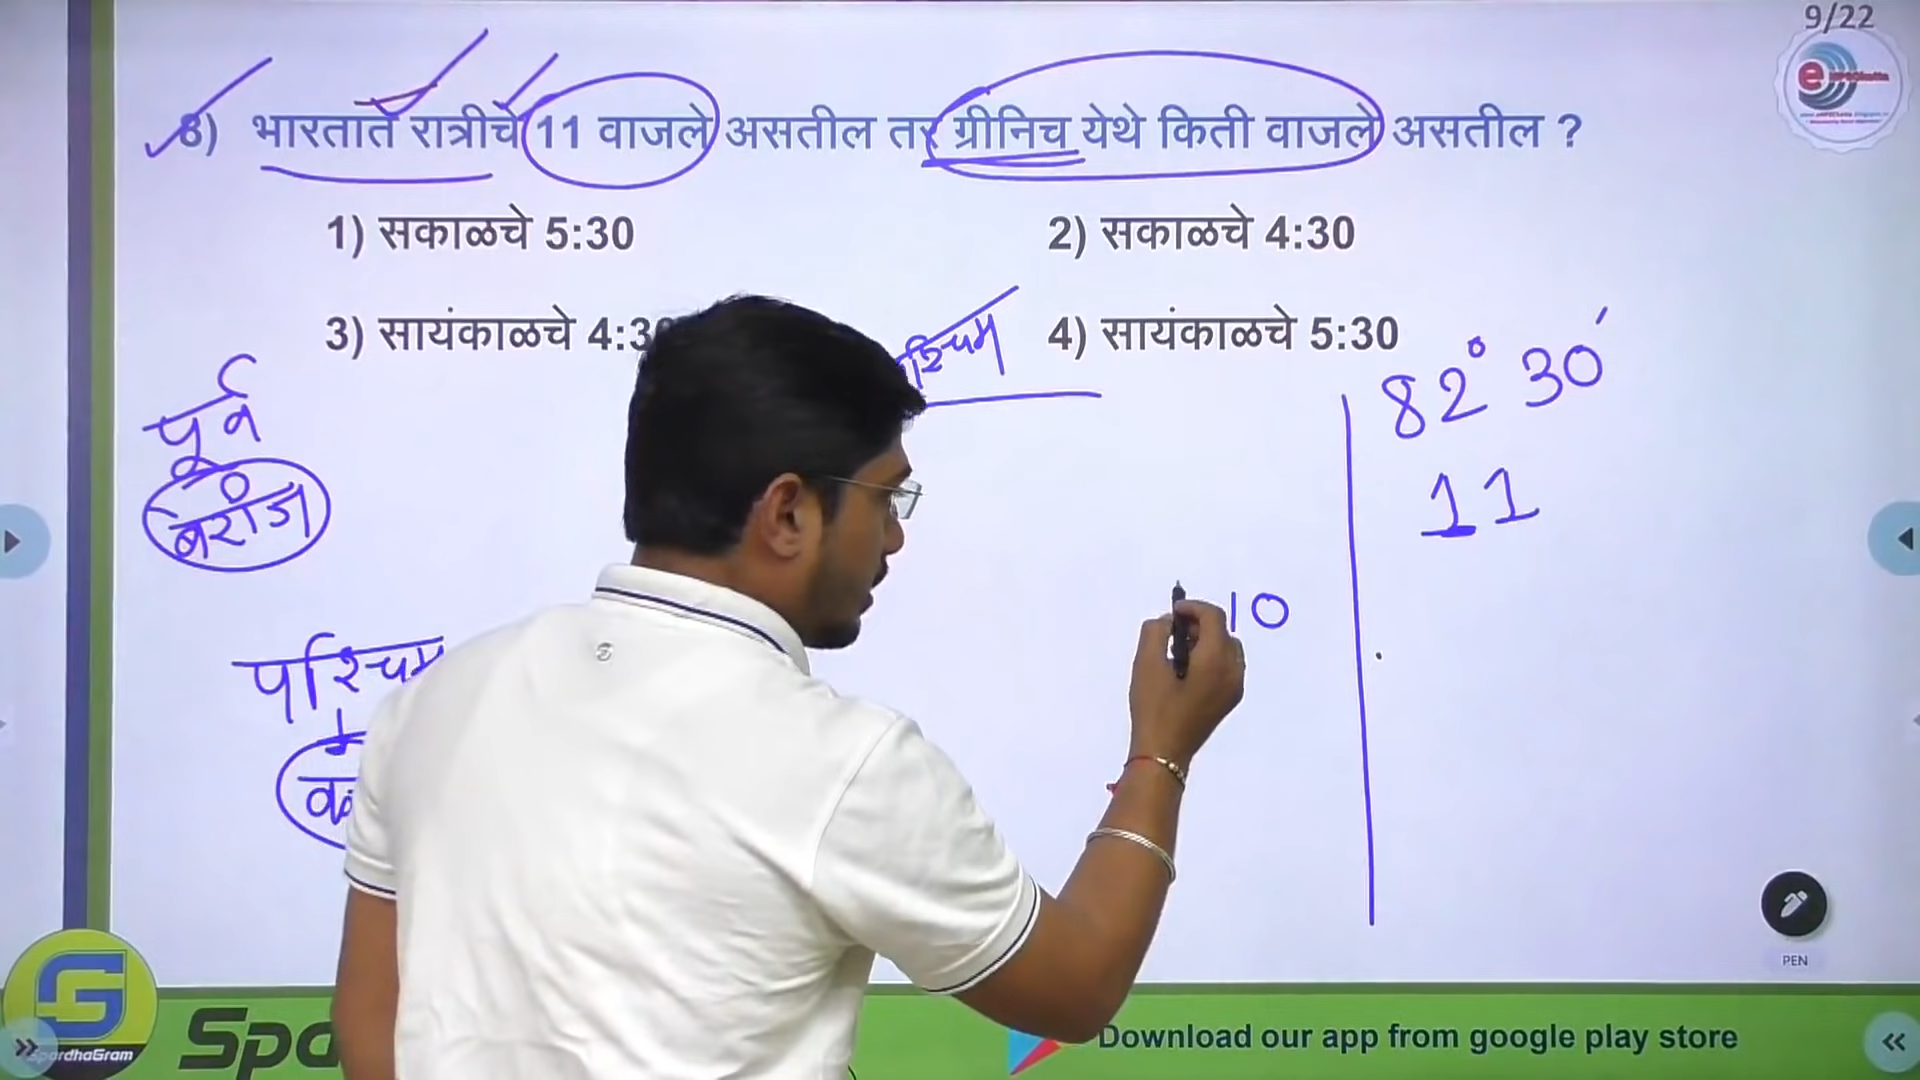 9/22
8) भारतात रात्रीचे 11 वाजले असतील तर ग्रीनिच येथे किती वाजले असतील ?
1) सकाळचे 5:30
2) सकाळचे 4:30
3) सायंकाळचे 4:3
4) सायंकाळचे 5:30
82° 30'
पूर्व
बेरीज
11
10
पश्चिम
PEN
SpardhaGram
Download our app from google play store